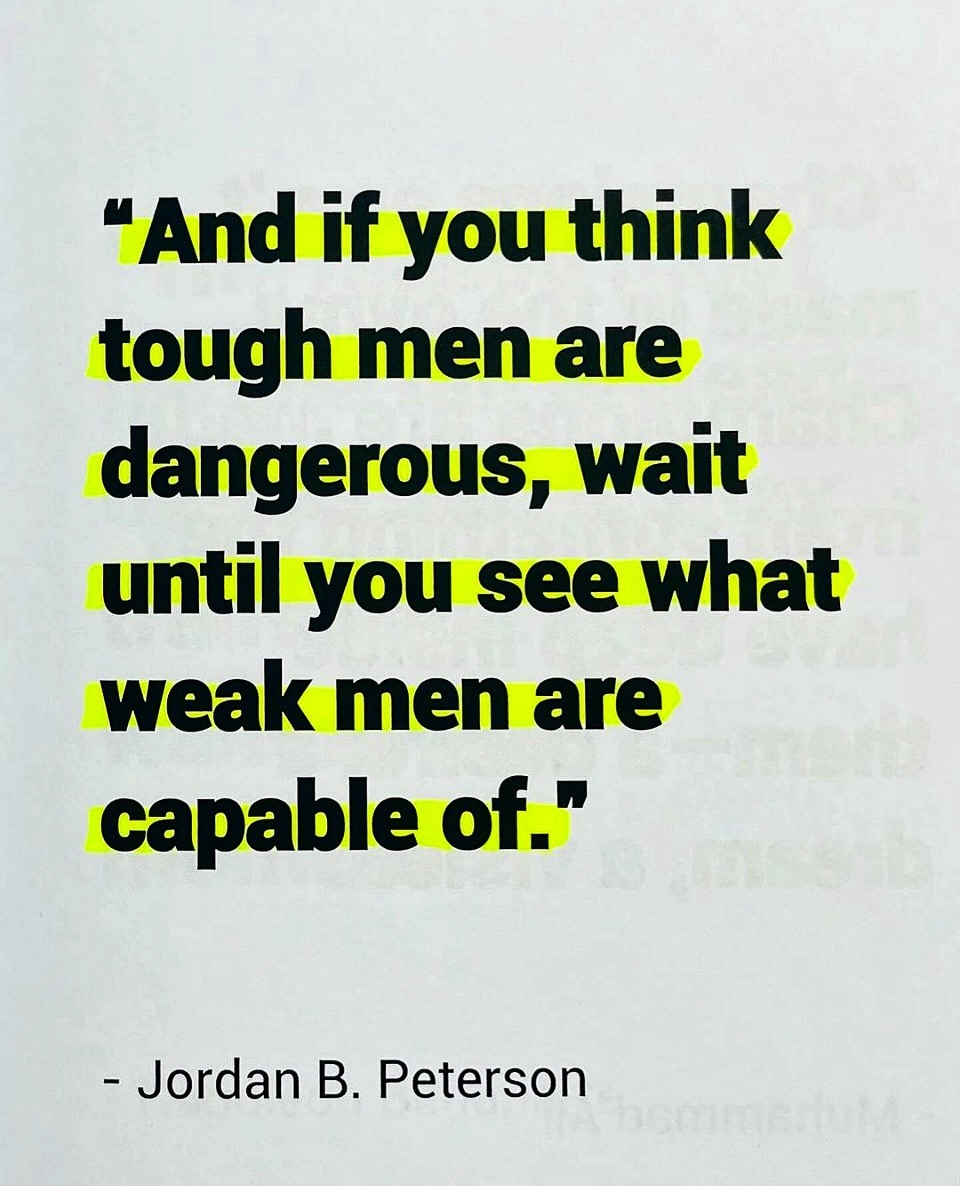 “And if you think
tough men are
dangerous, wait
until you see what
weak men are
capable of.”
- Jordan B. Peterson